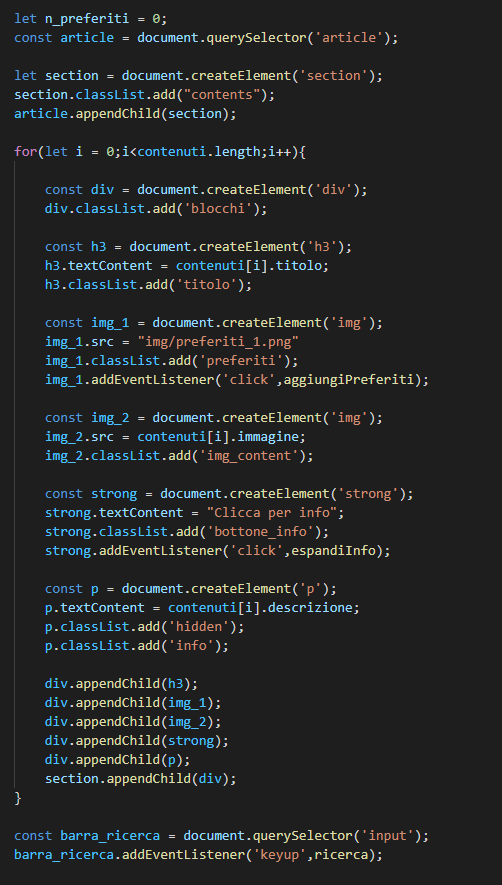 let n_preferiti = 0;
const article = document.querySelector('article');
let section = document.createElement('section');
section.classList.add("contents");
article.appendChild(section);
for(let i = 0;i<contenuti.length;i++){
const div = document.createElement('div');
div.classList.add('blocchi');
const h3 = document.createElement('h3');
h3.textContent = contenuti[i].titolo;
h3.classList.add('titolo');
const img_1 = document.createElement('img');
img_1.src = "img/preferiti_1.png"
img_1.classList.add('preferiti');
img_1.addEventListener('click',aggiungiPreferiti);
const img_2 = document.createElement('img');
img_2.src = contenuti[i].immagine;
img_2.classList.add('img_content');
const strong = document.createElement('strong');
strong.textContent = "Clicca per info";
strong.classList.add('bottone_info');
strong.addEventListener('click',espandiInfo);
const p = document.createElement('p');
p.textContent = contenuti[i].descrizione;
p.classList.add('hidden');
p.classList.add('info');
div.appendChild(h3);
div.appendChild(img_1);
div.appendChild(img_2);
div.appendChild(strong);
div.appendChild(p);
section.appendChild(div);
}
const barra_ricerca = document.querySelector('input');
barra_ricerca.addEventListener('keyup',ricerca);